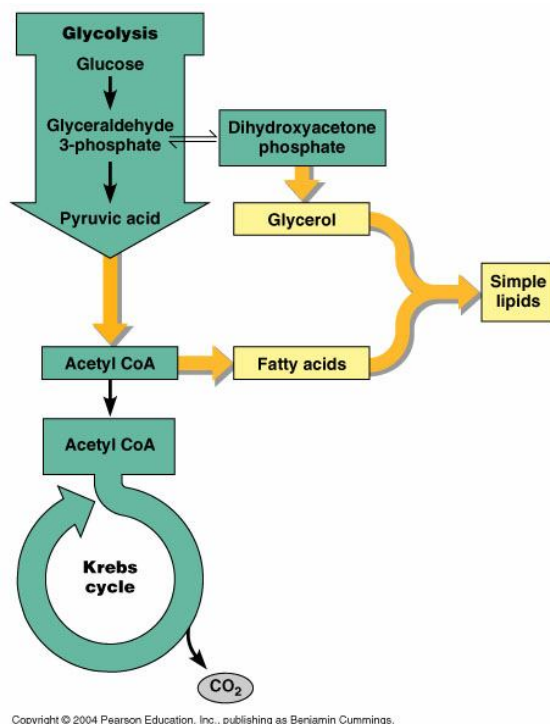 Glycolysis
Glucose
Glyceraldehyde
3-phosphate
Dihydroxyacetone
phosphate
Pyruvic acid
Glycerol
Simple
lipids
Acetyl CoA
Fatty acids
Acetyl CoA
Krebs
cycle
CO₂
Copyright © 2004 Pearson Education, Inc., publishing as Benjamin Cummings.